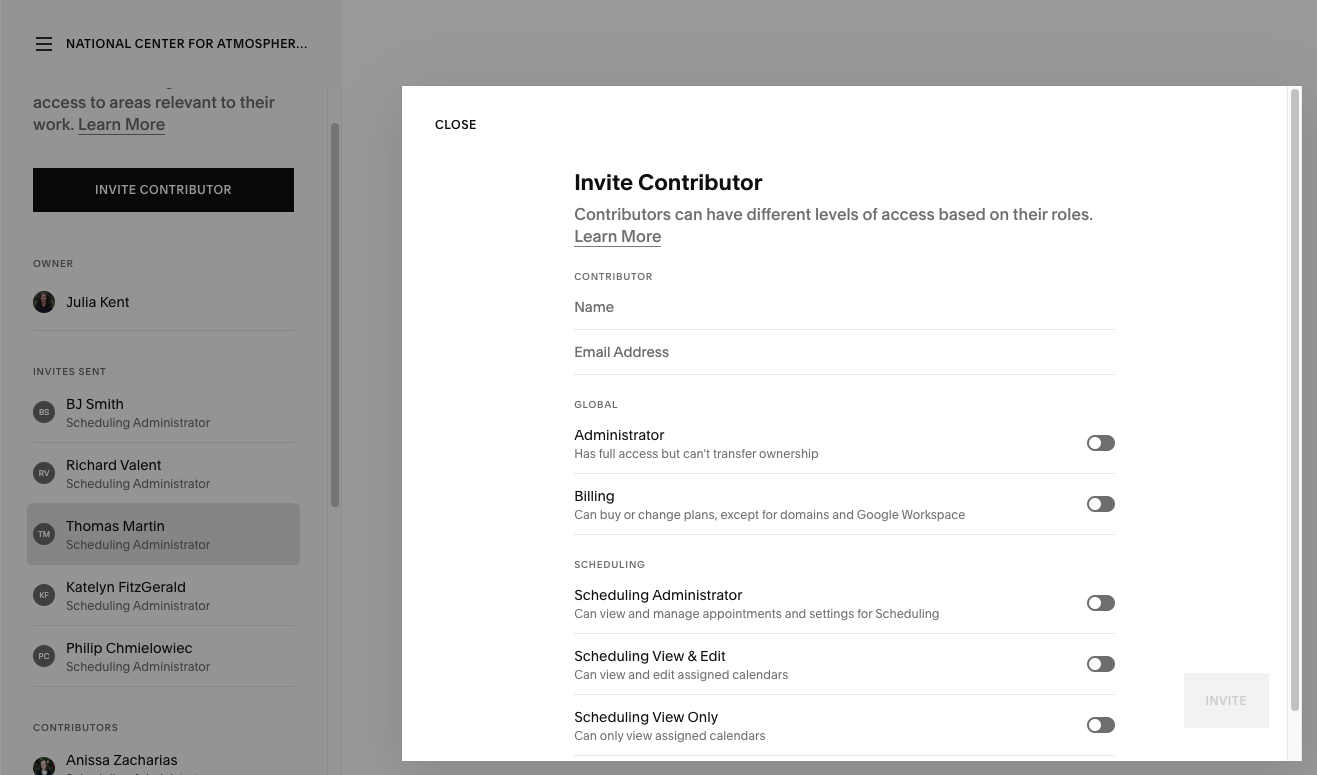 NATIONAL CENTER FOR ATMOSPHER...
access to areas relevant to their
work. Learn More
INVITE CONTRIBUTOR
OWNER
Julia Kent
INVITES SENT
BS
BJ Smith
Scheduling Administrator
RV
Richard Valent
Scheduling Administrator
TM
Thomas Martin
Scheduling Administrator
KF
Katelyn FitzGerald
Scheduling Administrator
PC
Philip Chmielowiec
Scheduling Administrator
CONTRIBUTORS
Anissa Zacharias
CLOSE
Invite Contributor
Contributors can have different levels of access based on their roles.
Learn More
CONTRIBUTOR
Name
Email Address
GLOBAL
Administrator
Has full access but can't transfer ownership
Billing
Can buy or change plans, except for domains and Google Workspace
SCHEDULING
Scheduling Administrator
Can view and manage appointments and settings for Scheduling
Scheduling View & Edit
Can view and edit assigned calendars
Scheduling View Only
Can only view assigned calendars
INVITE